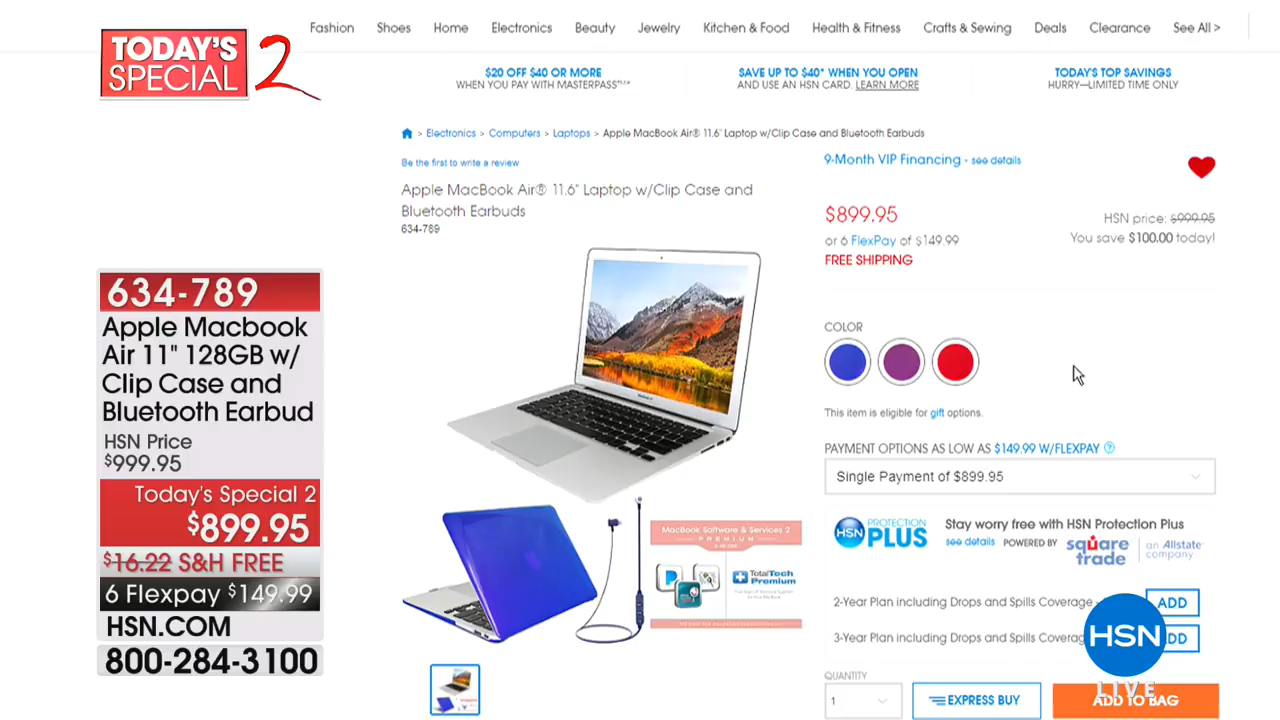 TODAY'S
SPECIAL 2
Fashion Shoes Home Electronics Beauty Jewelry Kitchen & Food Health & Fitness Crafts & Sewing Deals Clearance See All >
$20 OFF $40 OR MORE
WHEN YOU PAY WITH MASTERPASS
SAVE UP TO $40* WHEN YOU OPEN
AND USE AN HSN CARD. LEARN MORE
TODAY'S TOP SAVINGS
HURRY—LIMITED TIME ONLY
> Electronics > Computers > Laptops > Apple MacBook Air® 11.6" Laptop w/Clip Case and Bluetooth Earbuds
Be the first to write a review
Apple MacBook Air® 11.6" Laptop w/Clip Case and
Bluetooth Earbuds
634-789
9-Month VIP Financing - see details
$899.95
HSN price: $999.95
or 6 FlexPay of $149.99
You save $100.00 today!
FREE SHIPPING
COLOR
This item is eligible for gift options.
PAYMENT OPTIONS AS LOW AS $149.99 W/FLEXPAY ?
Single Payment of $899.95
HSN PROTECTION
PLUS
Stay worry free with HSN Protection Plus
see details POWERED BY
square
trade
an Allstate
company
2-Year Plan including Drops and Spills Coverage
ADD
3-Year Plan including Drops and Spills Coverag
DD
QUANTITY
1
EXPRESS BUY
ADD TO BAG
HSN
LIVE
MacBook Software & Services 2
PREMIUM
TotalTech
Premium
634-789
Apple Macbook
Air 11" 128GB w/
Clip Case and
Bluetooth Earbud
HSN Price
$999.95
Today's Special 2
$899.95
$16.22 S&H FREE
6 Flexpay $149.99
HSN.COM
800-284-3100